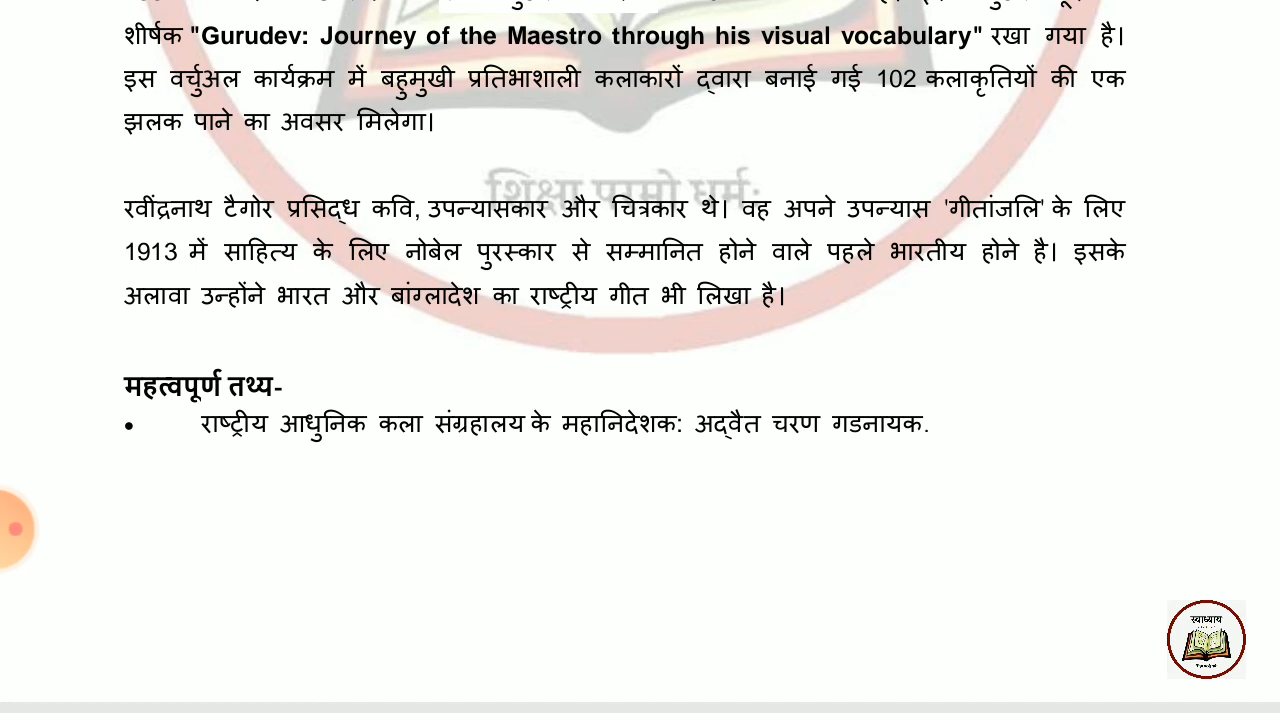 शीर्षक "Gurudev: Journey of the Maestro through his visual vocabulary" रखा गया है।
इस वर्चुअल कार्यक्रम में बहुमुखी प्रतिभाशाली कलाकारों द्वारा बनाई गई 102 कलाकृतियों की एक
झलक पाने का अवसर मिलेगा।
शिक्षा परमो धर्मः
रवींद्रनाथ टैगोर प्रसिद्ध कवि, उपन्यासकार और चित्रकार थे। वह अपने उपन्यास 'गीतांजलि' के लिए
1913 में साहित्य के लिए नोबेल पुरस्कार से सम्मानित होने वाले पहले भारतीय होने है। इसके
अलावा उन्होंने भारत और बांग्लादेश का राष्ट्रीय गीत भी लिखा है।
महत्वपूर्ण तथ्य-
• राष्ट्रीय आधुनिक कला संग्रहालय के महानिदेशक: अद्वैत चरण गडनायक.
स्वाध्याय